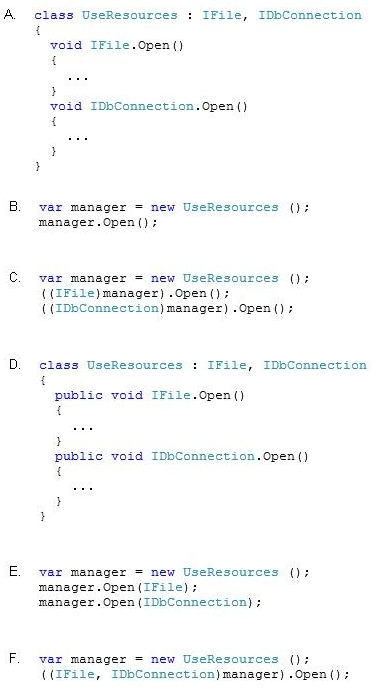 A. class UseResources : IFile, IDbConnection
{
void IFile.Open()
{
...
}
void IDbConnection.Open()
{
...
}
}
B. var manager = new UseResources ();
manager.Open();
C. var manager = new UseResources ();
((IFile)manager).Open();
((IDbConnection)manager).Open();
D. class UseResources : IFile, IDbConnection
{
public void IFile.Open()
{
...
}
public void IDbConnection.Open()
{
...
}
}
E. var manager = new UseResources ();
manager.Open(IFile);
manager.Open(IDbConnection);
F. var manager = new UseResources ();
((IFile, IDbConnection)manager).Open();